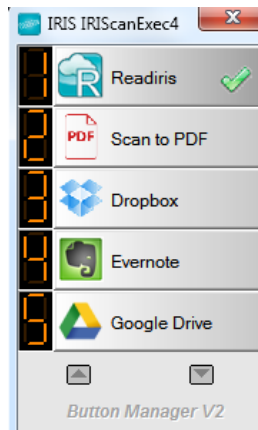 IRIS IRIScanExec4
1 Readiris
2 PDF Scan to PDF
3 Dropbox
4 Evernote
5 Google Drive
Button Manager V2